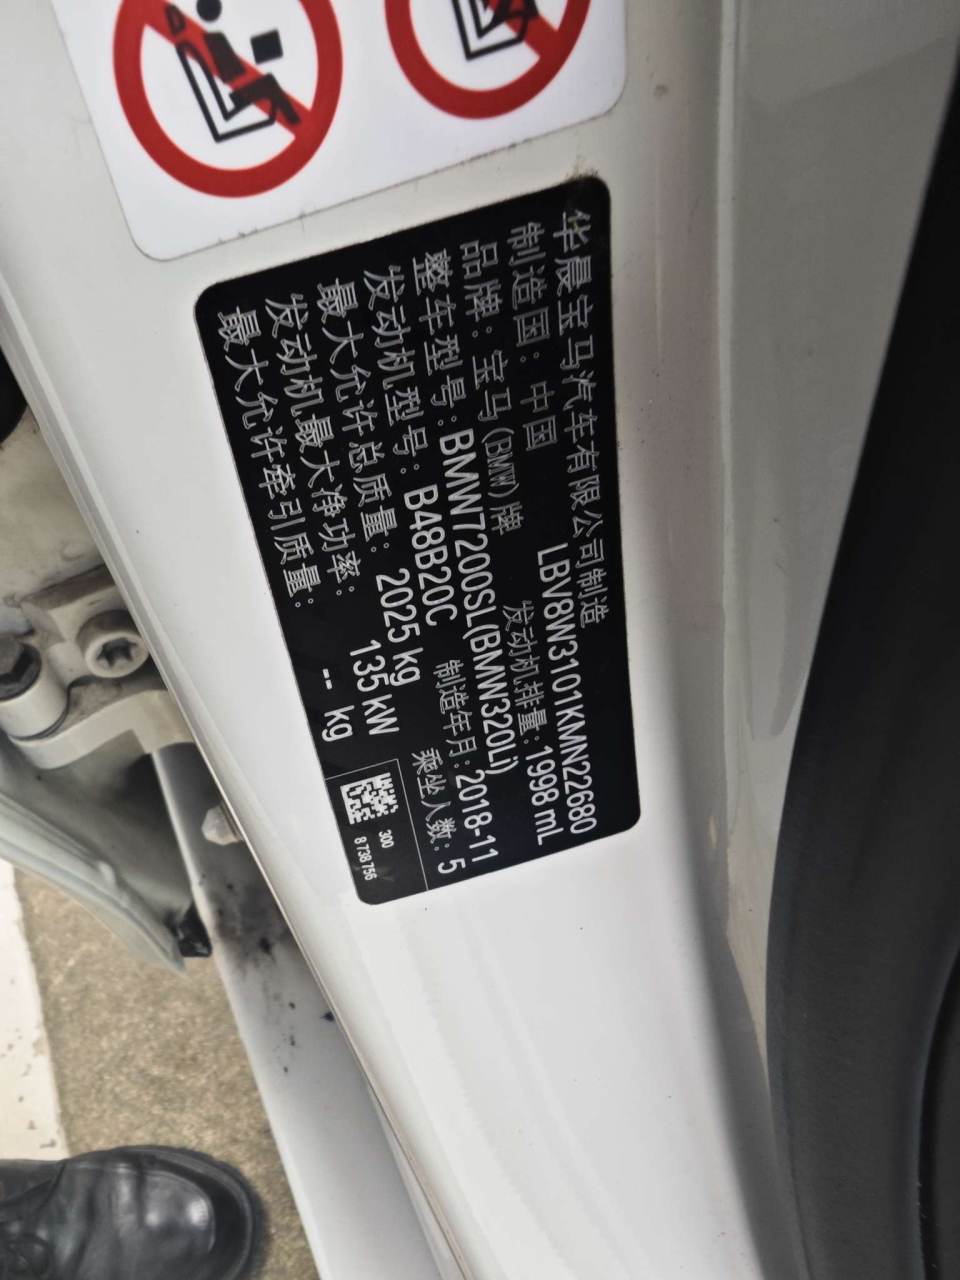 华晨宝马汽车有限公司制造
制造国：中国 LBV8W3101KMN22680
品牌：宝马(BMW)牌 发动机排量：1998 mL
整车型号：BMW7200SL(BMW320Li)
发动机型号：B48B20C 制造年月：2018-11
最大允许总质量：2025 kg 乘坐人数：5
发动机最大净功率：135 kW
最大允许牵引质量：-- kg
300
8 738 756